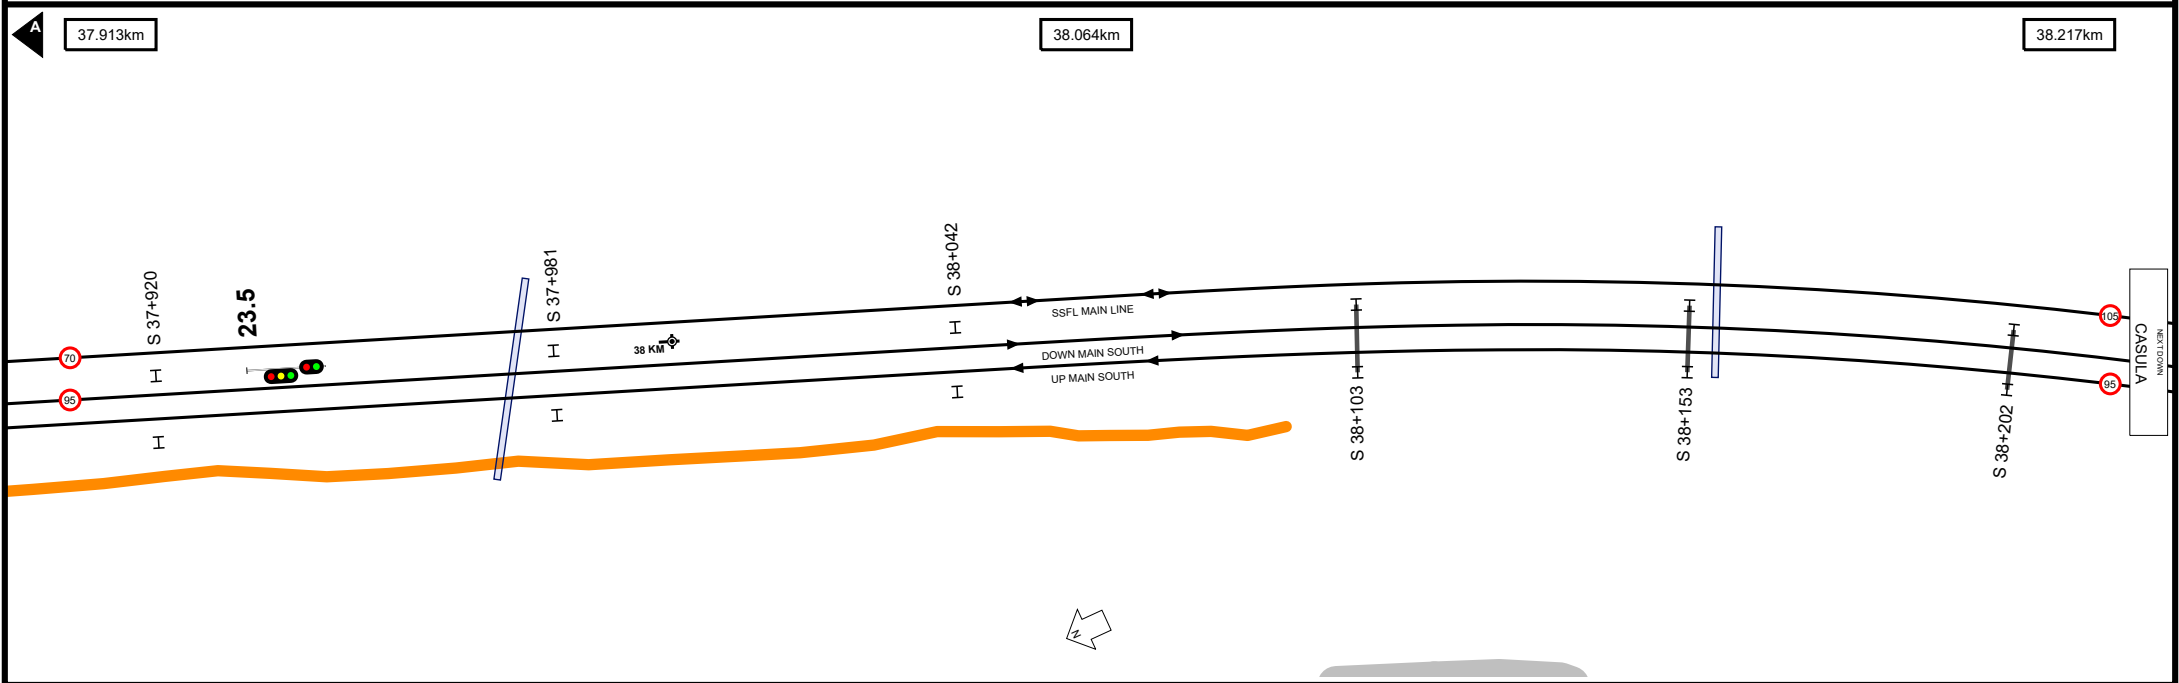 A
37.913km
38.064km
38.217km
S 37+920
23.5
S 37+981
38 KM
S 38+042
SSFL MAIN LINE
DOWN MAIN SOUTH
UP MAIN SOUTH
S 38+103
S 38+153
S 38+202
70
95
105
95
CASULA
NEXT DOWN
N